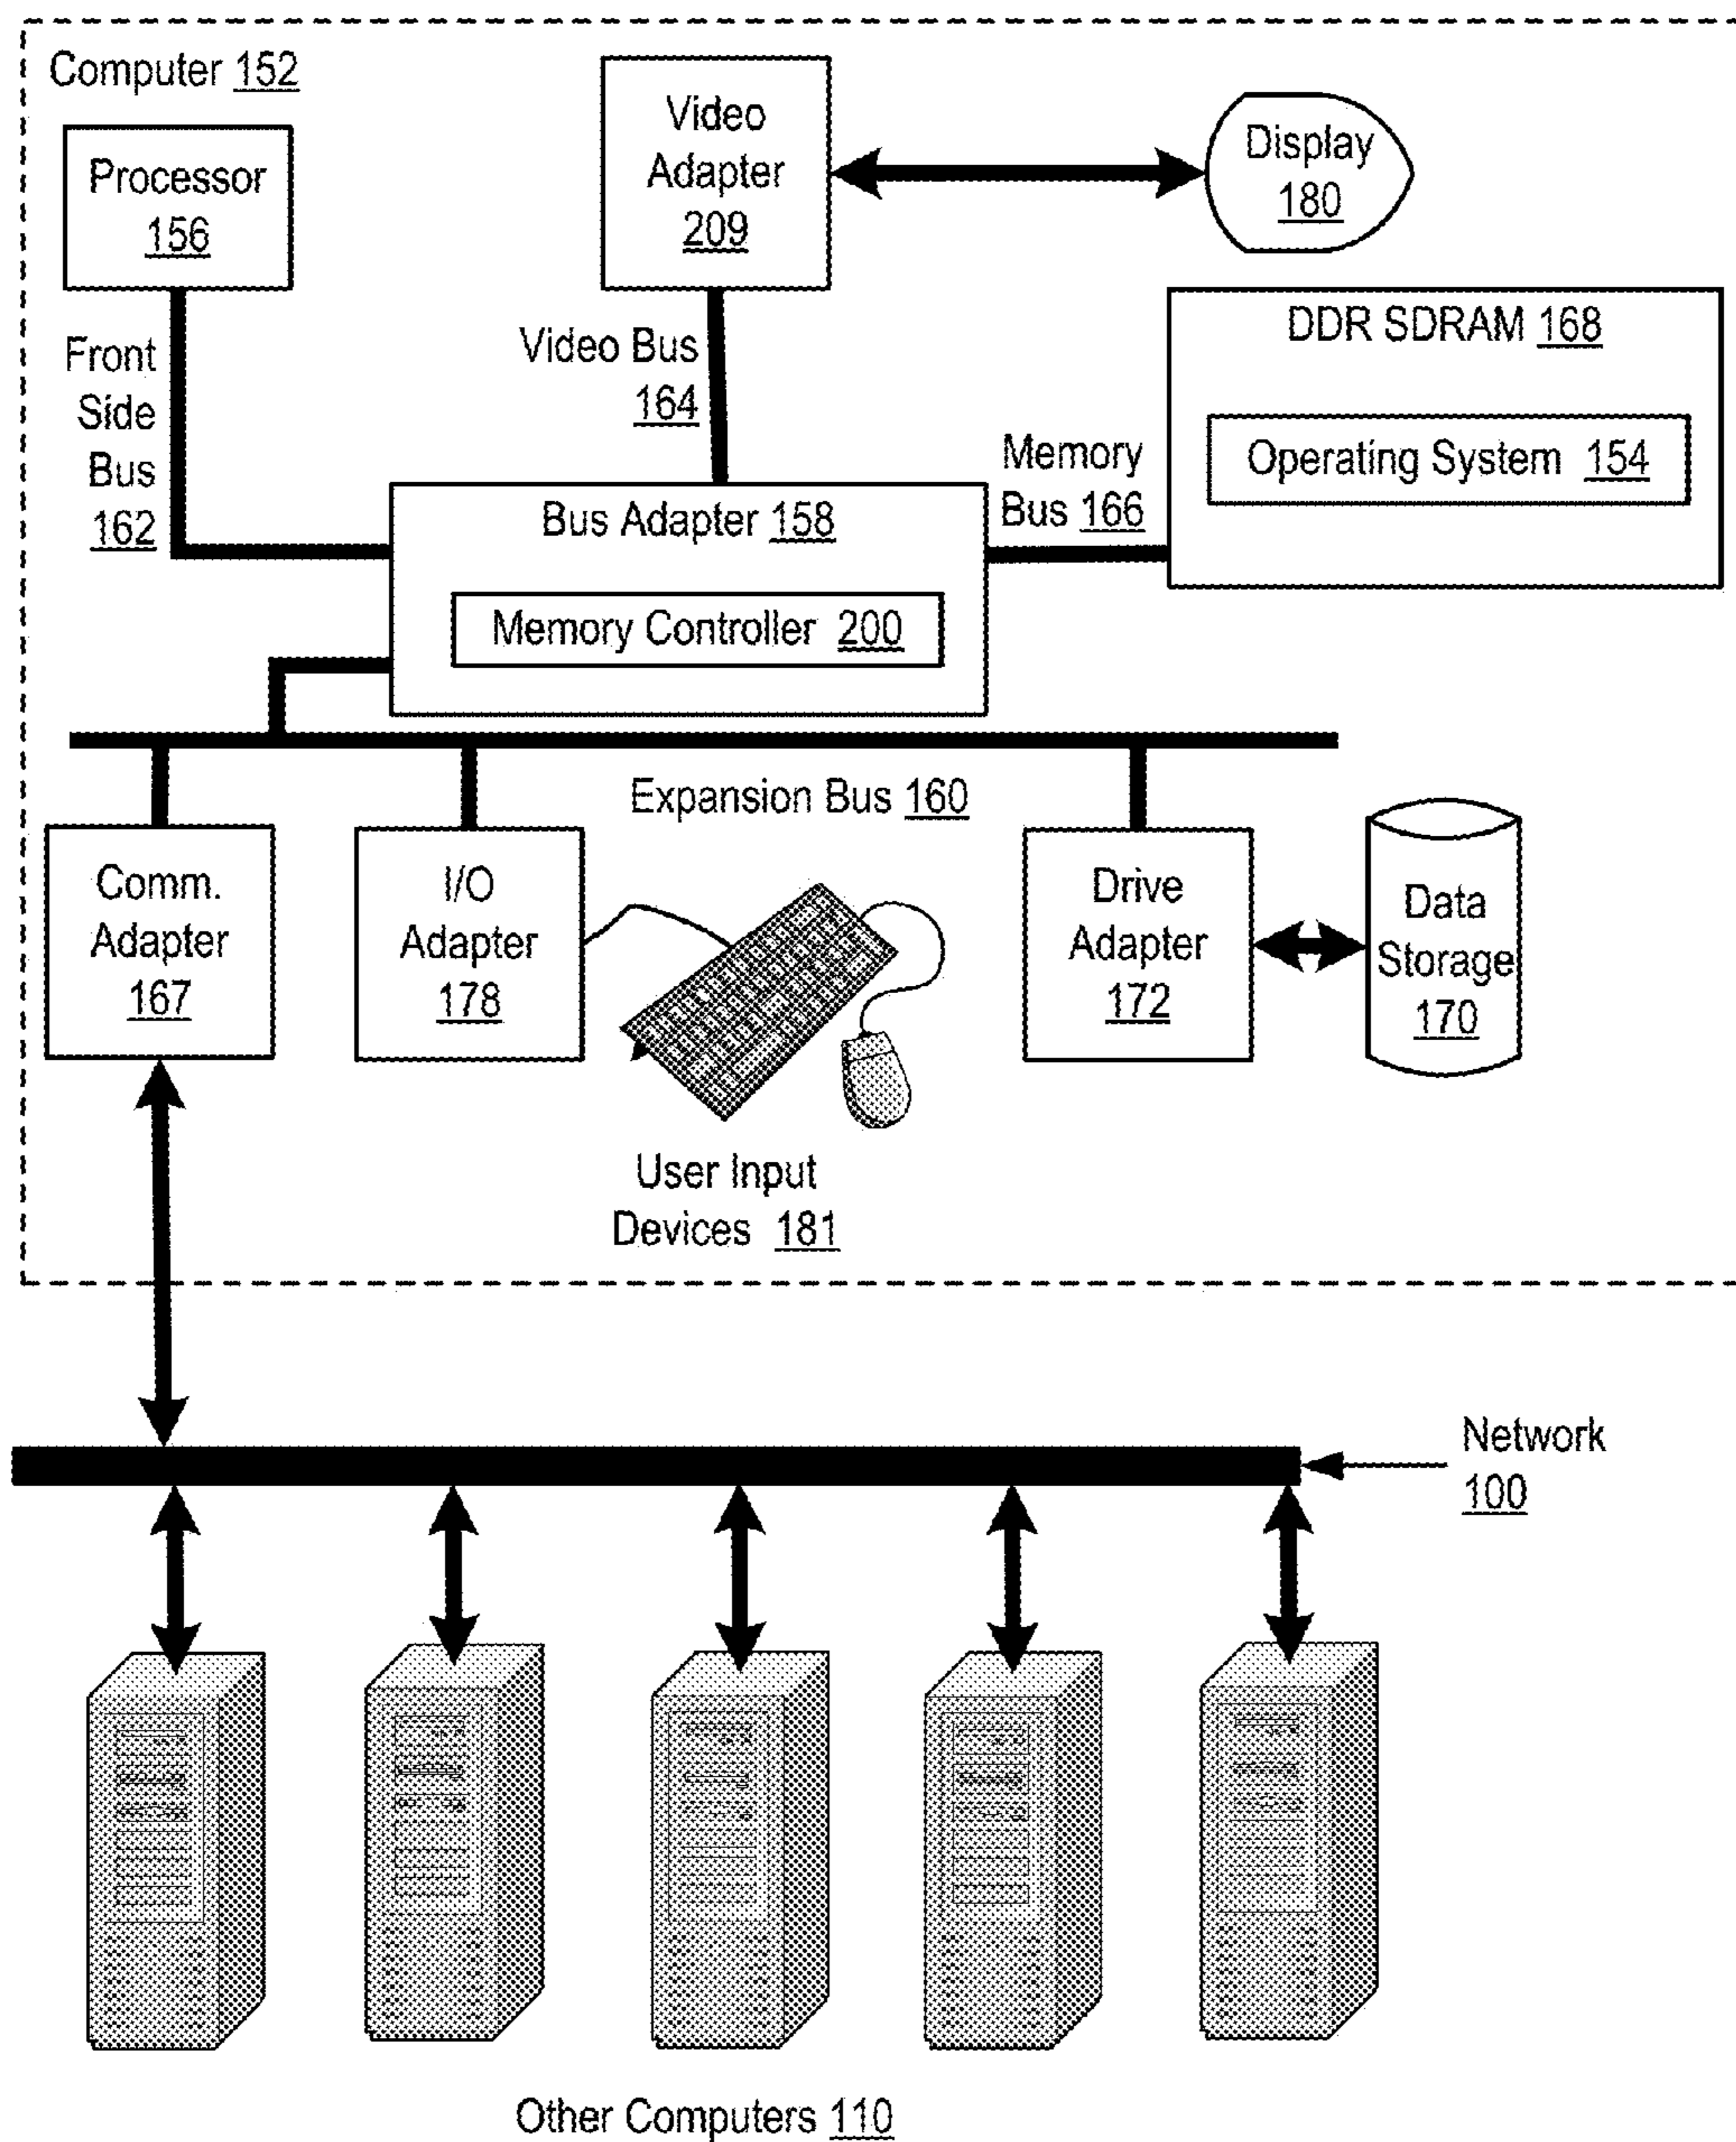 Computer 152
Processor
156
Video
Adapter
209
Display
180
Front
Side
Bus
162
Video Bus
164
DDR SDRAM 168
Operating System 154
Memory
Bus 166
Bus Adapter 158
Memory Controller 200
Expansion Bus 160
Comm.
Adapter
167
I/O
Adapter
178
Drive
Adapter
172
Data
Storage
170
User Input
Devices 181
Network
100
Other Computers 110